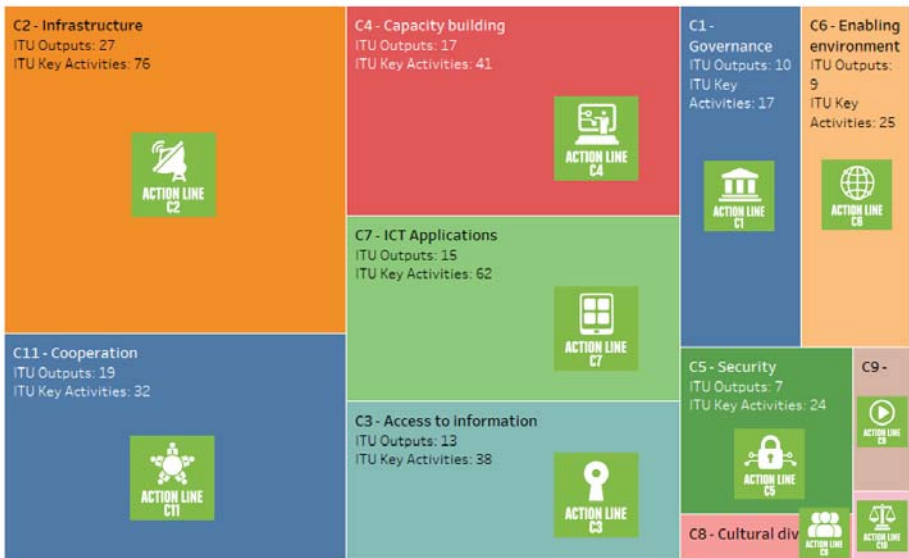 C2 - Infrastructure
ITU Outputs: 27
ITU Key Activities: 76
ACTION LINE
C2
C11 - Cooperation
ITU Outputs: 19
ITU Key Activities: 32
ACTION LINE
C11
C4 - Capacity building
ITU Outputs: 17
ITU Key Activities: 41
ACTION LINE
C4
C7 - ICT Applications
ITU Outputs: 15
ITU Key Activities: 62
ACTION LINE
C7
C3 - Access to information
ITU Outputs: 13
ITU Key Activities: 38
ACTION LINE
C3
C1 -
Governance
ITU Outputs: 10
ITU Key
Activities: 17
ACTION LINE
C1
C6 - Enabling
environment
ITU Outputs:
9
ITU Key
Activities: 25
ACTION LINE
C6
C5 - Security
ITU Outputs: 7
ITU Key Activities: 24
ACTION LINE
C5
C9 -
ACTION LINE
C9
C8 - Cultural div
ACTION LINE
C8
ACTION LINE
C10